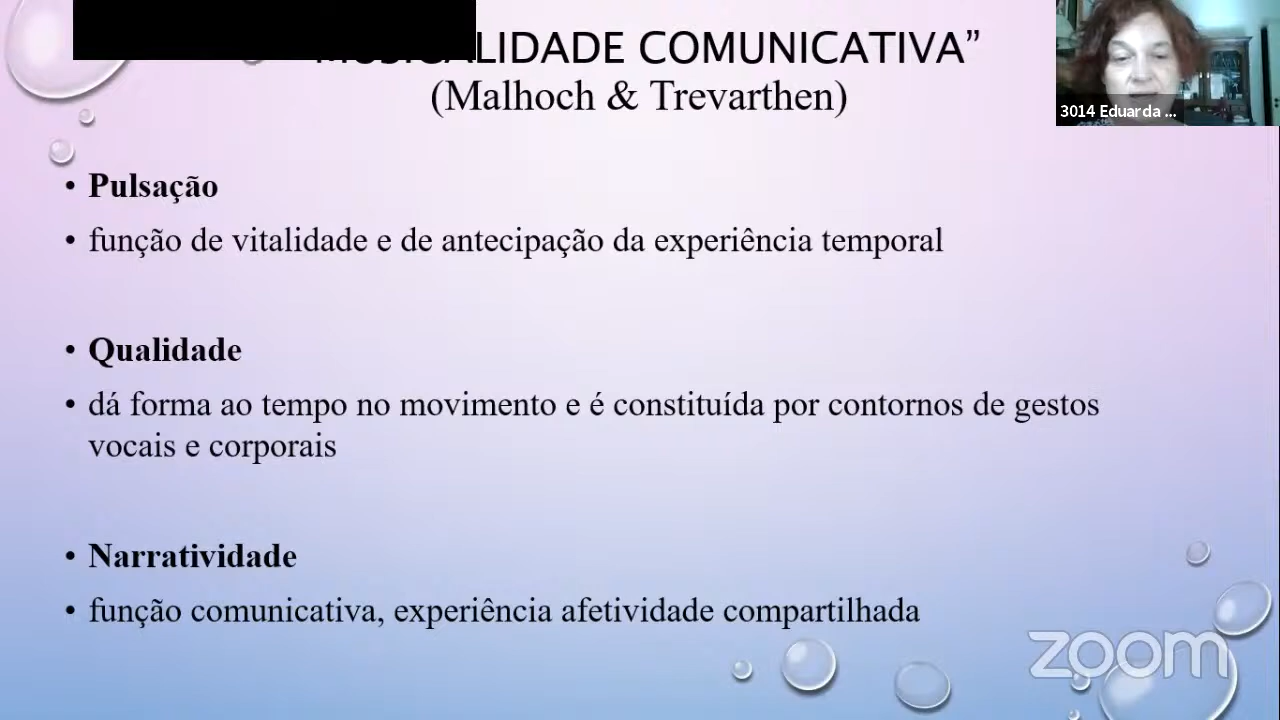 COMUNICATIVA”
(Malhoch & Trevarthen)
3014 Eduarda ...
• Pulsação
• função de vitalidade e de antecipação da experiência temporal
• Qualidade
• dá forma ao tempo no movimento e é constituída por contornos de gestos
vocais e corporais
• Narratividade
• função comunicativa, experiência afetividade compartilhada
zoom